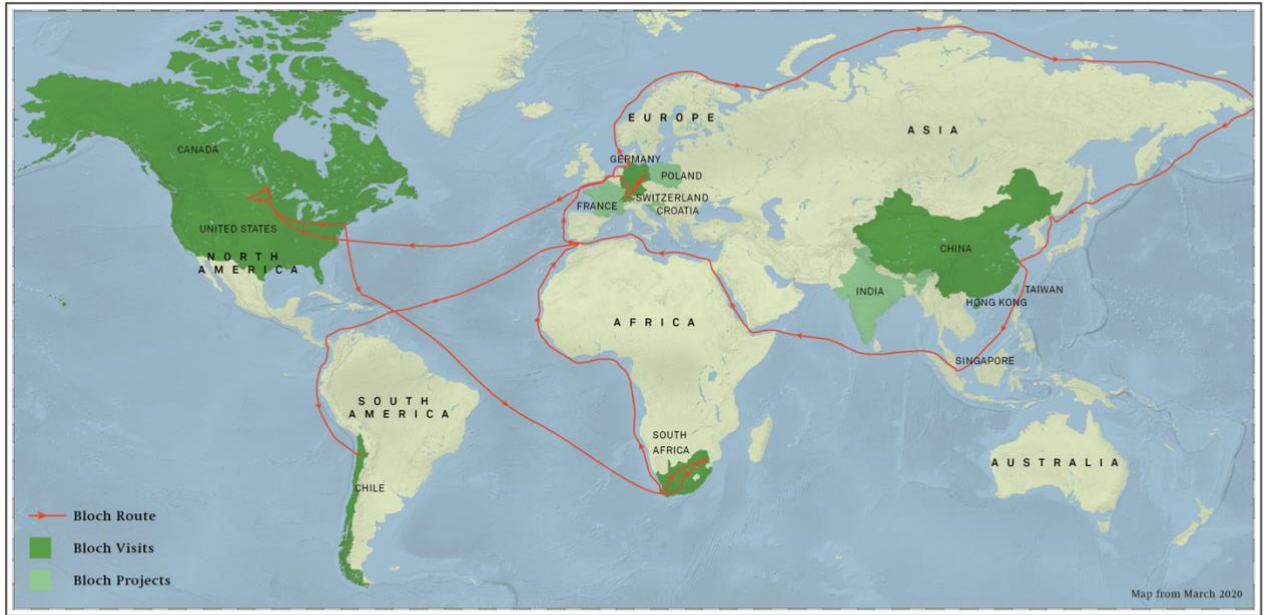 EUROPE
ASIA
CANADA
GERMANY
POLAND
SWITZERLAND
FRANCE
CROATIA
UNITED STATES
NORTH
AMERICA
CHINA
INDIA
TAIWAN
HONG KONG
AFRICA
SINGAPORE
SOUTH
AMERICA
SOUTH
AFRICA
AUSTRALIA
CHILE
Bloch Route
Bloch Visits
Bloch Projects
Map from March 2020